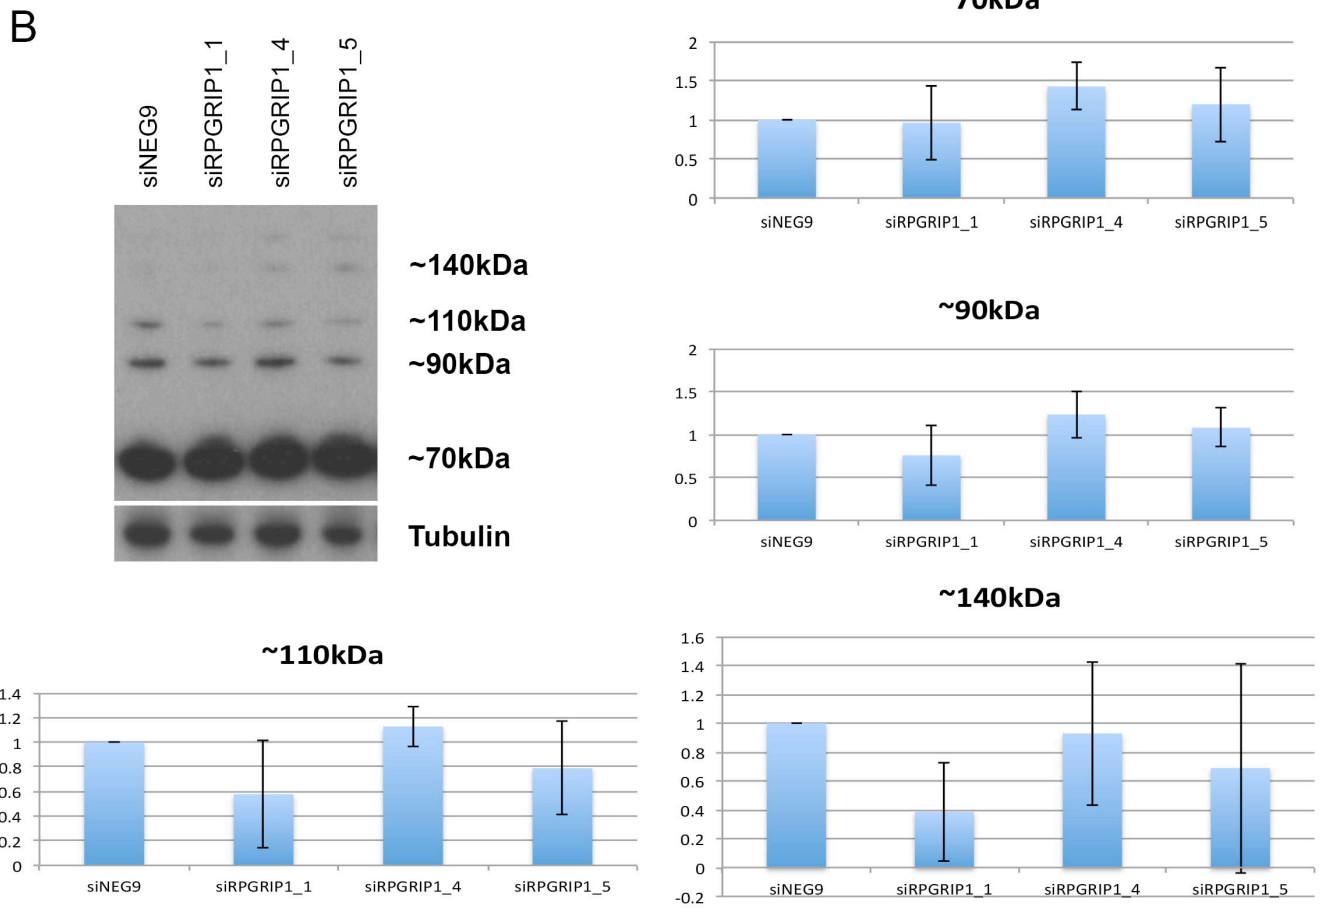 B
siNEG9
siRPGRIP1_1
siRPGRIP1_4
siRPGRIP1_5
~140kDa
~110kDa
~90kDa
~70kDa
Tubulin
70kDa
2
1.5
1
0.5
0
siNEG9 siRPGRIP1_1 siRPGRIP1_4 siRPGRIP1_5
~90kDa
2
1.5
1
0.5
0
siNEG9 siRPGRIP1_1 siRPGRIP1_4 siRPGRIP1_5
~110kDa
1.4
1.2
1
0.8
0.6
0.4
0.2
0
siNEG9 siRPGRIP1_1 siRPGRIP1_4 siRPGRIP1_5
~140kDa
1.6
1.4
1.2
1
0.8
0.6
0.4
0.2
0
-0.2
siNEG9 siRPGRIP1_1 siRPGRIP1_4 siRPGRIP1_5